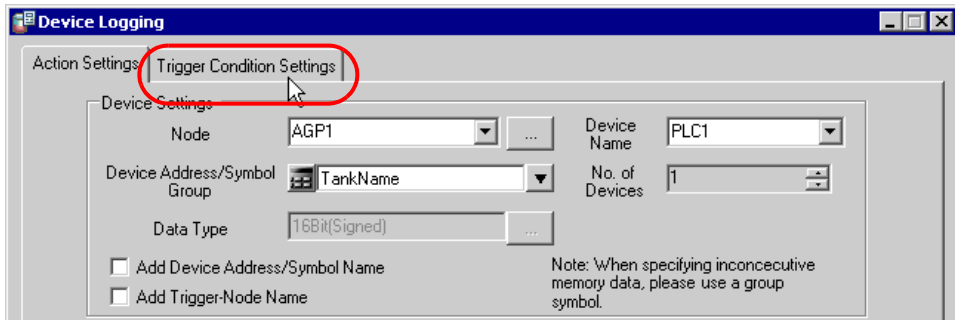 Device Logging
Action Settings
Trigger Condition Settings
Device Settings
Node
AGP1
...
Device Name
PLC1
Device Address/Symbol Group
TankName
No. of Devices
1
Data Type
16Bit(Signed)
...
Add Device Address/Symbol Name
Add Trigger-Node Name
Note: When specifying inconcecutive
memory data, please use a group
symbol.